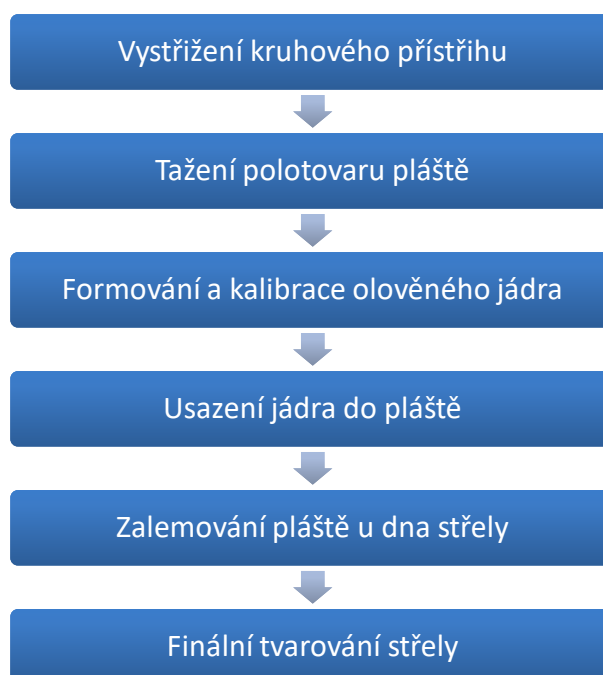 Vystřižení kruhového přístřihu
Tažení polotovaru pláště
Formování a kalibrace olověného jádra
Usazení jádra do pláště
Zalemování pláště u dna střely
Finální tvarování střely